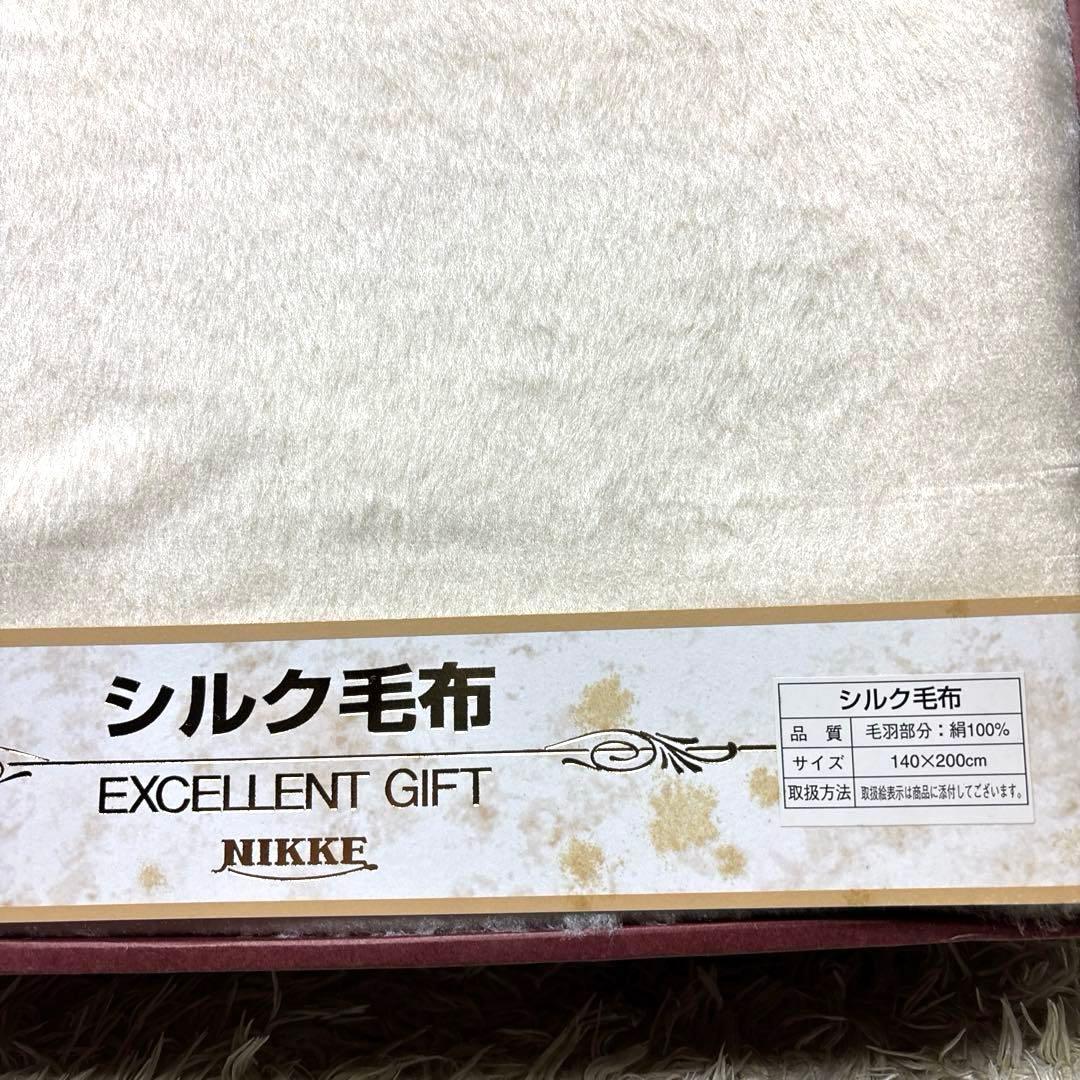 シルク毛布
EXCELLENT GIFT
NIKKE
シルク毛布
品 質 毛羽部分：絹100%
サイズ 140×200cm
取扱方法 取扱絵表示は商品に添付してございます。